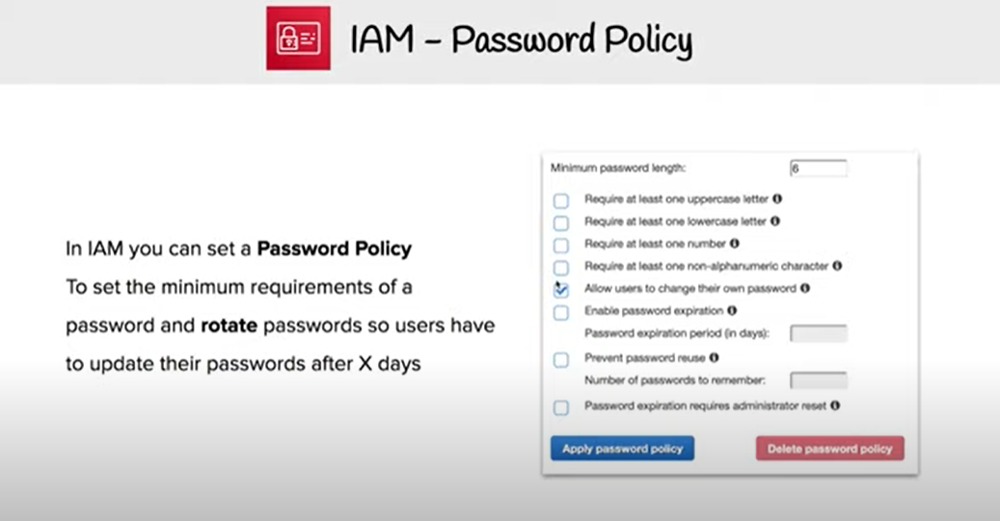 IAM – Password Policy
In IAM you can set a Password Policy
To set the minimum requirements of a
password and rotate passwords so users have
to update their passwords after X days
Minimum password length: 6
Require at least one uppercase letter
Require at least one lowercase letter
Require at least one number
Require at least one non-alphanumeric character
Allow users to change their own password
Enable password expiration
Password expiration period (in days):
Prevent password reuse
Number of passwords to remember:
Password expiration requires administrator reset
Apply password policy
Delete password policy